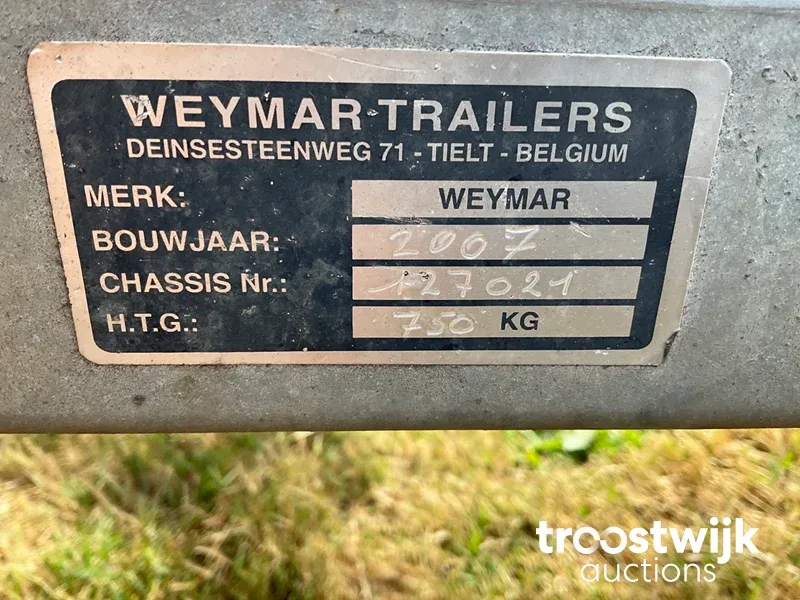 WEYMAR TRAILERS
DEINSESTEENWEG 71 - TIELT - BELGIUM
MERK: WEYMAR
BOUWJAAR: 2007
CHASSIS Nr.: 127021
H.T.G.: 750 KG
troostwijk
auctions